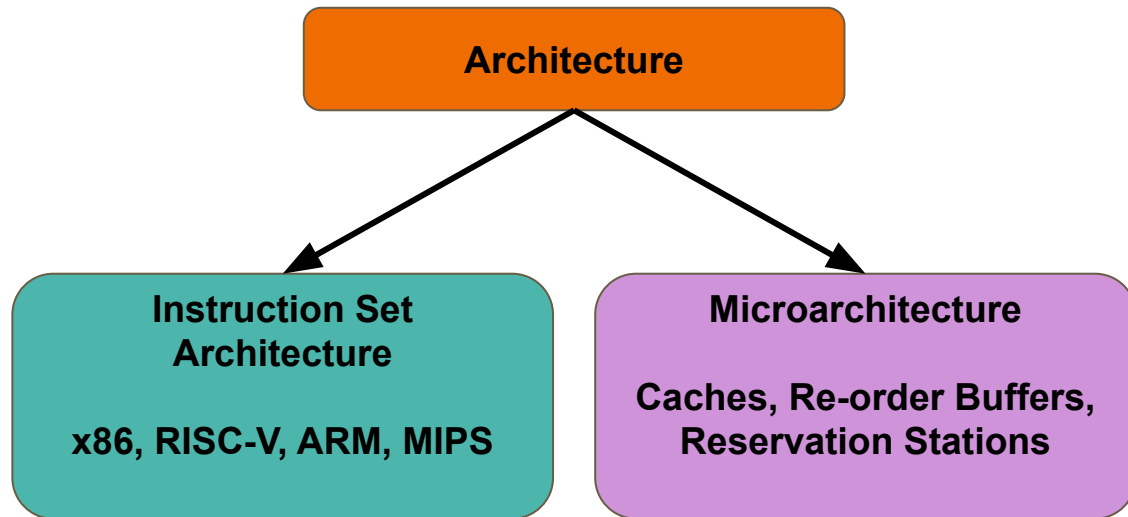 Architecture
Instruction Set
Architecture
x86, RISC-V, ARM, MIPS
Microarchitecture
Caches, Re-order Buffers,
Reservation Stations